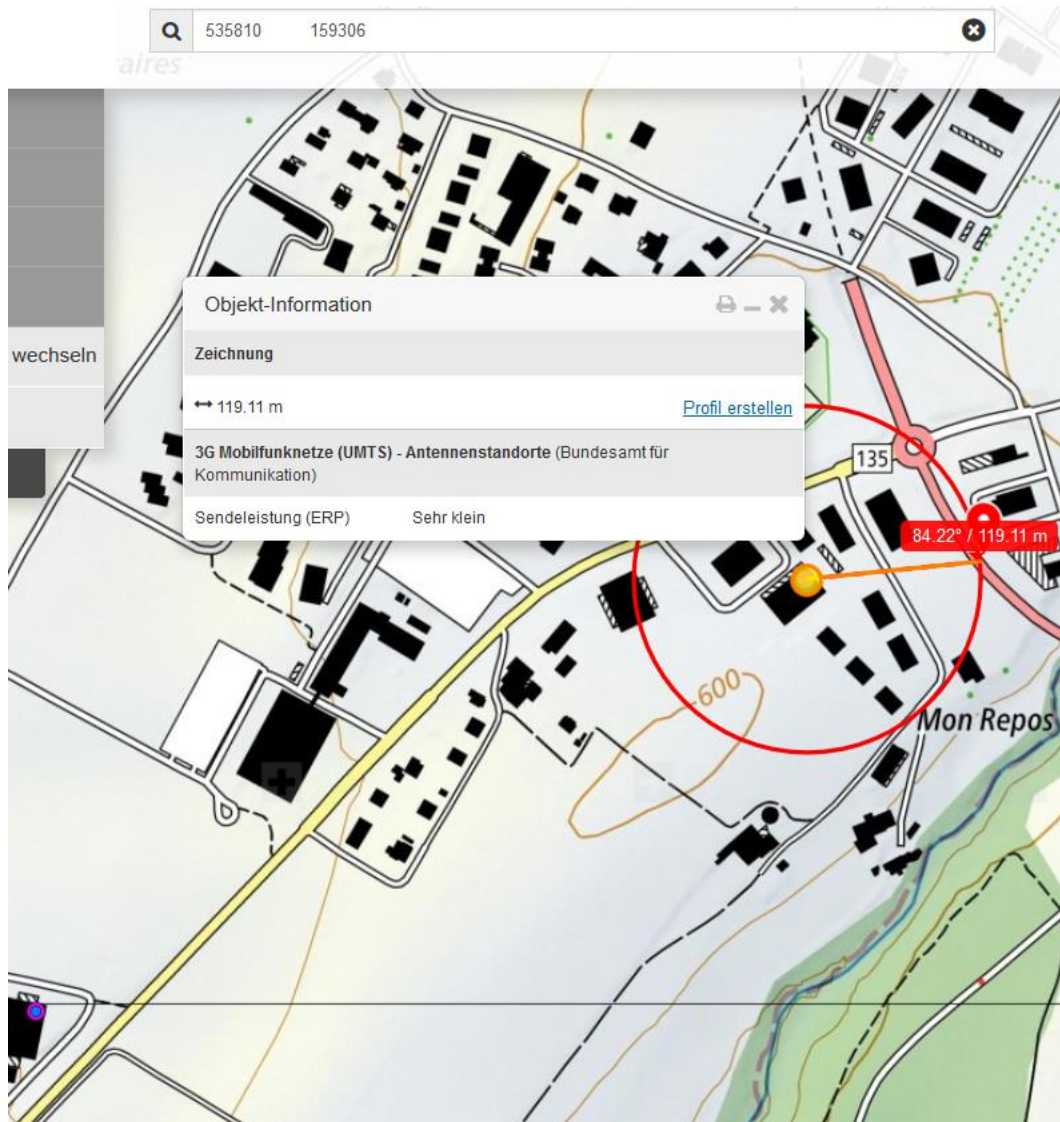 535810 159306
aires
Objekt-Information
Zeichnung
wechseln
119.11 m
Profil erstellen
3G Mobilfunknetze (UMTS) - Antennenstandorte (Bundesamt für
Kommunikation)
Sendeleistung (ERP) Sehr klein
135
84.22° / 119.11 m
600
Mon Repos